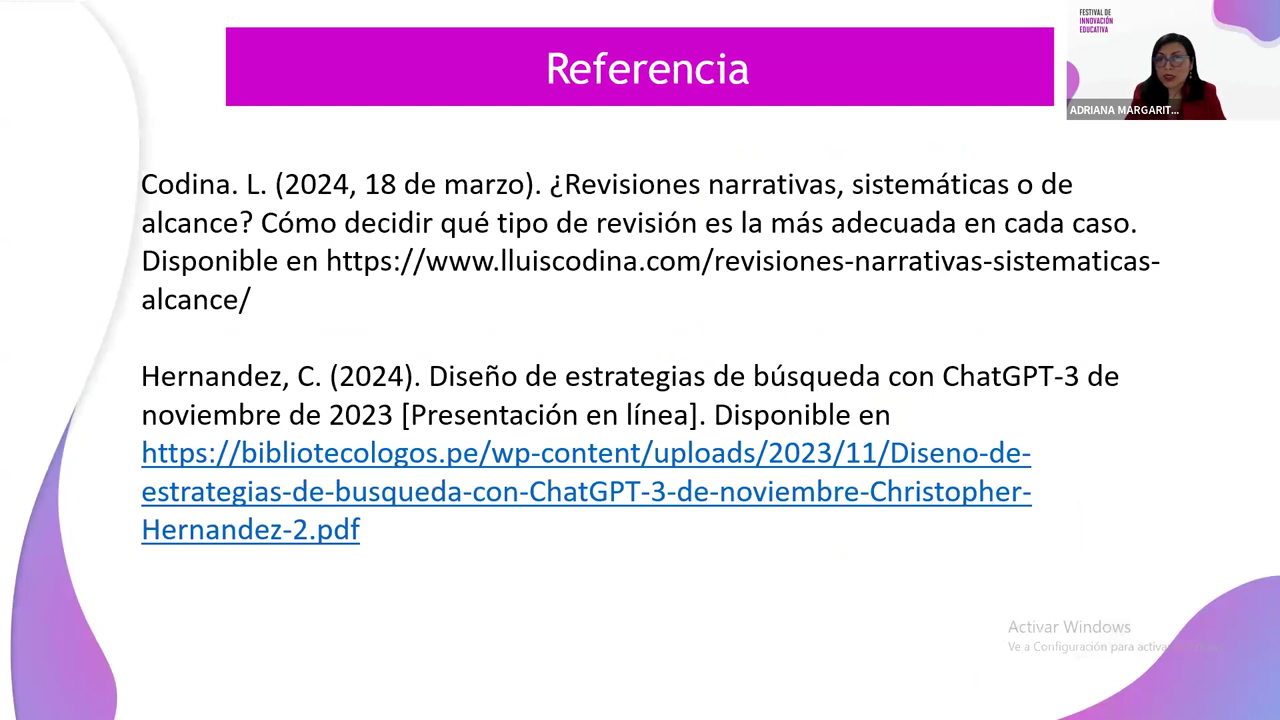 Referencia
FESTIVAL DE
INNOVACIÓN
EDUCATIVA
ADRIANA MARGARIT...
Codina. L. (2024, 18 de marzo). ¿Revisiones narrativas, sistemáticas o de
alcance? Cómo decidir qué tipo de revisión es la más adecuada en cada caso.
Disponible en https://www.lluiscodina.com/revisiones-narrativas-sistematicas-
alcance/
Hernandez, C. (2024). Diseño de estrategias de búsqueda con ChatGPT-3 de
noviembre de 2023 [Presentación en línea]. Disponible en
https://bibliotecologos.pe/wp-content/uploads/2023/11/Diseno-de-
estrategias-de-busqueda-con-ChatGPT-3-de-noviembre-Christopher-
Hernandez-2.pdf
Activar Windows
Ve a Configuración para activar